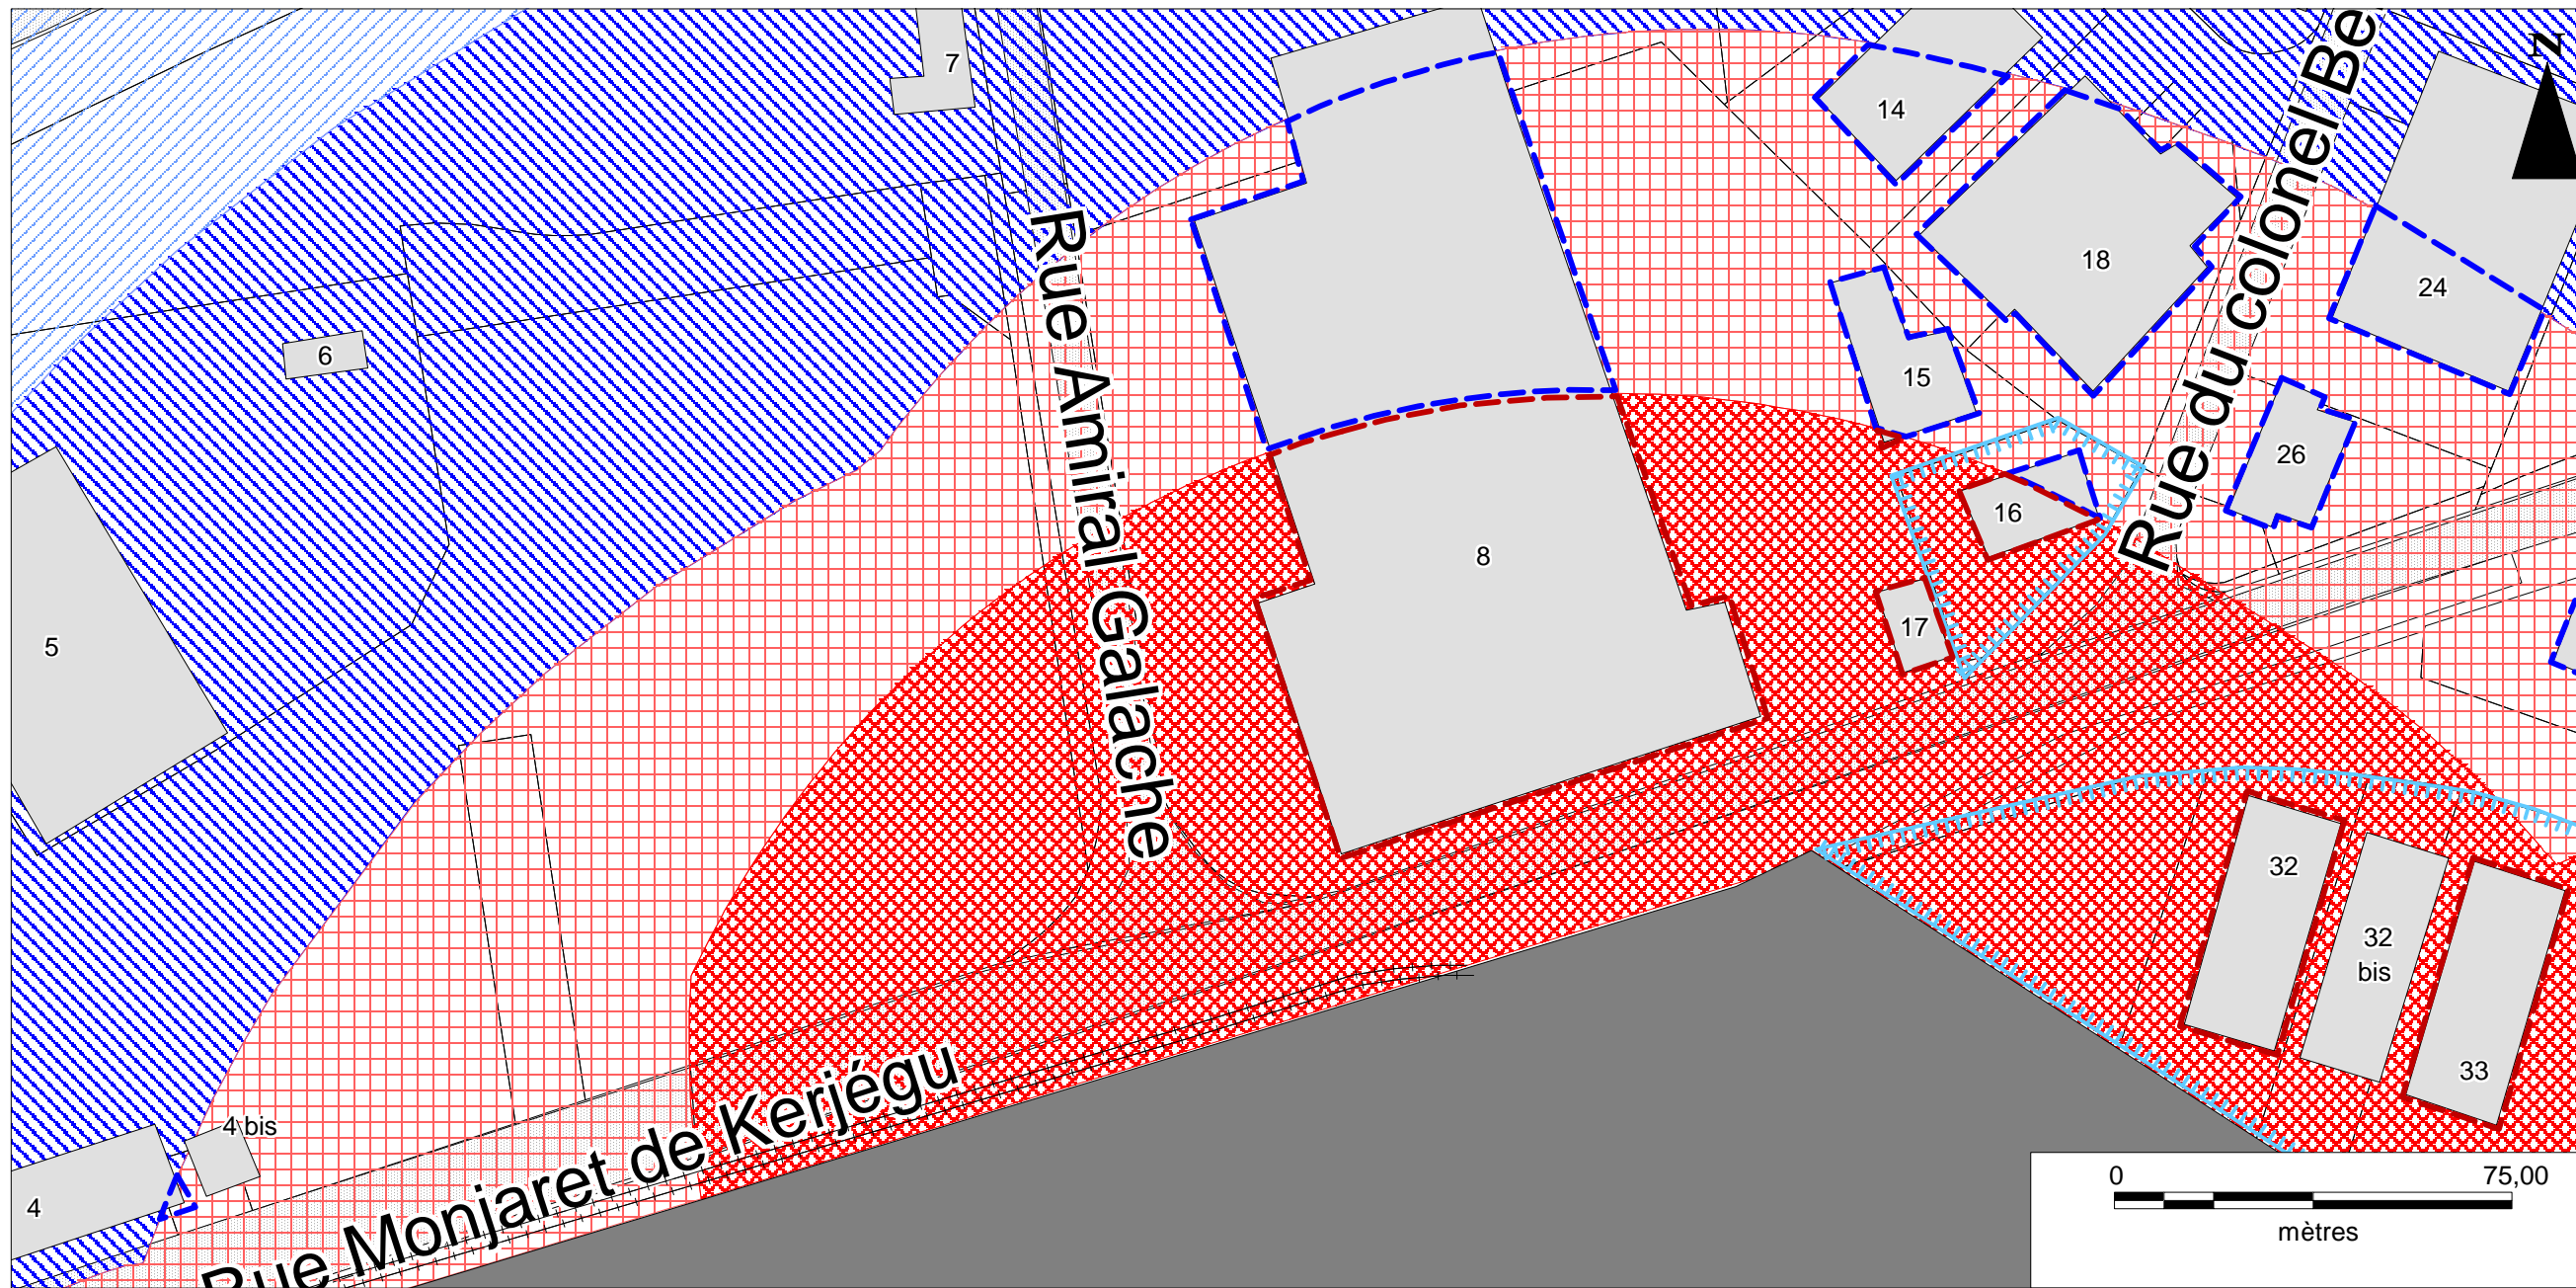 7
N
14
Rue du colonel Be
18
24
6
Rue Amiral Galache
15
26
16
8
17
5
32
32
bis
33
4 bis
4
Rue Monjaret de Kerjégu
0 75,00
mètres